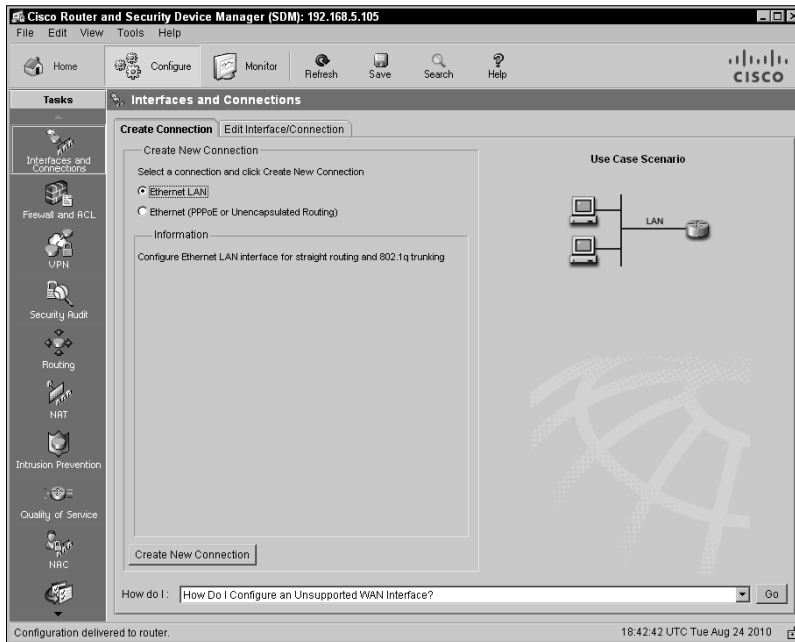 Cisco Router and Security Device Manager (SDM): 192.168.5.105
File Edit View Tools Help
Home Configure Monitor Refresh Save Search Help
CISCO
Tasks
Interfaces and Connections
Create Connection Edit Interface/Connection
Create New Connection
Select a connection and click Create New Connection
Ethernet LAN
Ethernet (PPPoE or Unencapsulated Routing)
Information
Configure Ethernet LAN interface for straight routing and 802.1q trunking
Use Case Scenario
LAN
Interfaces and
Connections
Firewall and ACL
VPN
Security Audit
Routing
NAT
Intrusion Prevention
Quality of Service
NAC
Create New Connection
How do I : How Do I Configure an Unsupported WAN Interface? Go
Configuration delivered to router. 18:42:42 UTC Tue Aug 24 2010